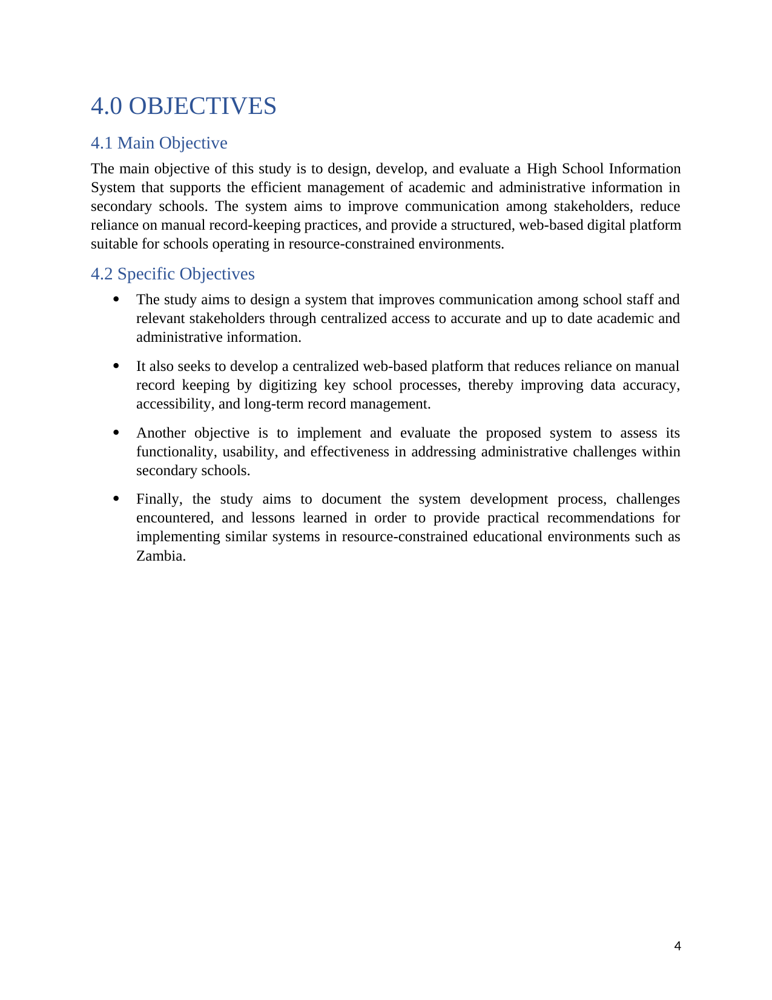 4.0 OBJECTIVES
4.1 Main Objective
The main objective of this study is to design, develop, and evaluate a High School Information
System that supports the efficient management of academic and administrative information in
secondary schools. The system aims to improve communication among stakeholders, reduce
reliance on manual record-keeping practices, and provide a structured, web-based digital platform
suitable for schools operating in resource-constrained environments.
4.2 Specific Objectives
• The study aims to design a system that improves communication among school staff and
relevant stakeholders through centralized access to accurate and up to date academic and
administrative information.
• It also seeks to develop a centralized web-based platform that reduces reliance on manual
record keeping by digitizing key school processes, thereby improving data accuracy,
accessibility, and long-term record management.
• Another objective is to implement and evaluate the proposed system to assess its
functionality, usability, and effectiveness in addressing administrative challenges within
secondary schools.
• Finally, the study aims to document the system development process, challenges
encountered, and lessons learned in order to provide practical recommendations for
implementing similar systems in resource-constrained educational environments such as
Zambia.
4